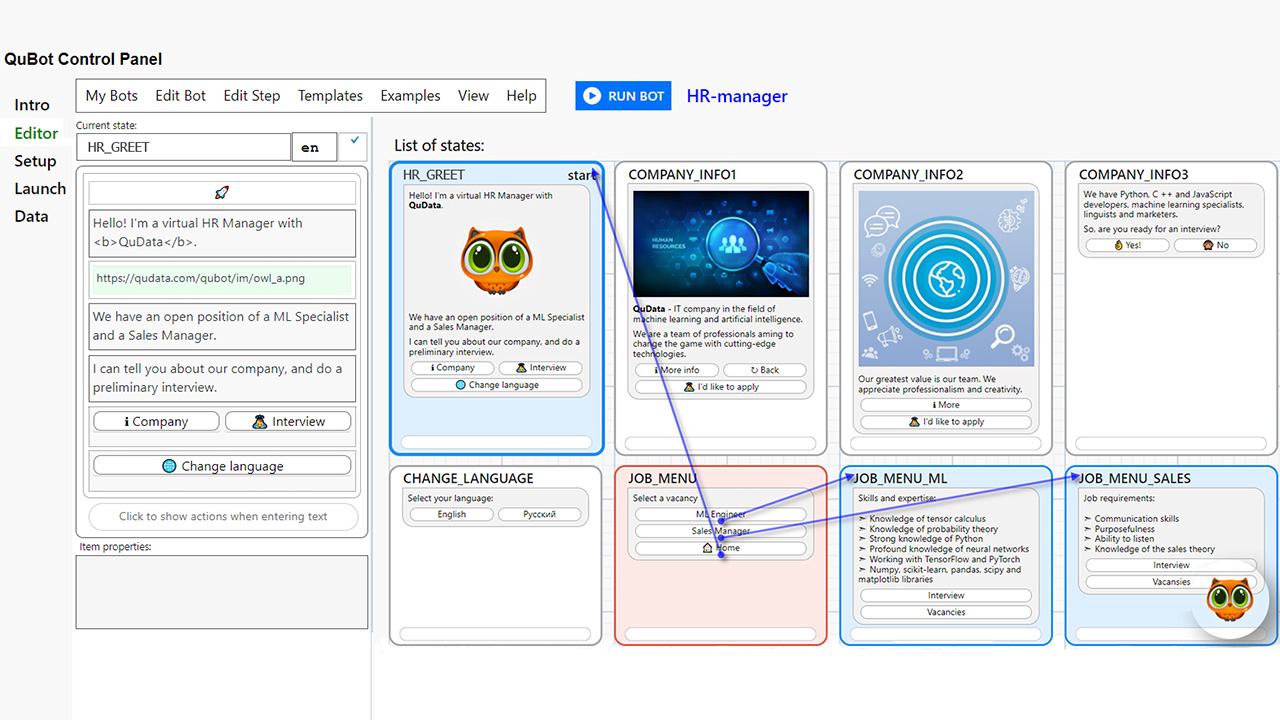 QuBot Control Panel
My Bots Edit Bot Edit Step Templates Examples View Help
RUN BOT
HR-manager
Intro
Editor
Setup
Launch
Data
Current state:
HR_GREET
en
Hello! I'm a virtual HR Manager with
<b>QuData</b>.
https://qudata.com/qubot/im/owl_a.png
We have an open position of a ML Specialist
and a Sales Manager.
I can tell you about our company, and do a
preliminary interview.
Company
Interview
Change language
Click to show actions when entering text
Item properties:
List of states:
HR_GREET start
Hello! I'm a virtual HR Manager with
QuData.
We have an open position of a ML Specialist
and a Sales Manager.
I can tell you about our company, and do a
preliminary interview.
Company
Interview
Change language
COMPANY_INFO1
HUMAN
RESOURCES
QuData - IT company in the field of
machine learning and artificial intelligence.
We are a team of professionals aming to
change the game with cutting-edge
technologies.
More info
Back
I'd like to apply
COMPANY_INFO2
Our greatest value is our team. We
appreciate professionalism and creativity.
More
I'd like to apply
COMPANY_INFO3
We have Python, C ++ and JavaScript
developers, machine learning specialists,
linguists and marketers.
So, are you ready for an interview?
Yes!
No
CHANGE_LANGUAGE
Select your language:
English
Русский
JOB_MENU
Select a vacancy
ML Engineer
Sales Manager
Home
JOB_MENU_ML
Skills and expertise:
➣ Knowledge of tensor calculus
➣ Knowledge of probability theory
➣ Strong knowledge of Python
➣ Profound knowledge of neural networks
➣ Working with TensorFlow and PyTorch
➣ Numpy, scikit-learn, pandas, scipy and
matplotlib libraries
Interview
Vacancies
JOB_MENU_SALES
Job requirements:
➣ Communication skills
➣ Purposefulness
➣ Ability to listen
➣ Knowledge of the sales theory
Interview
Vacansies